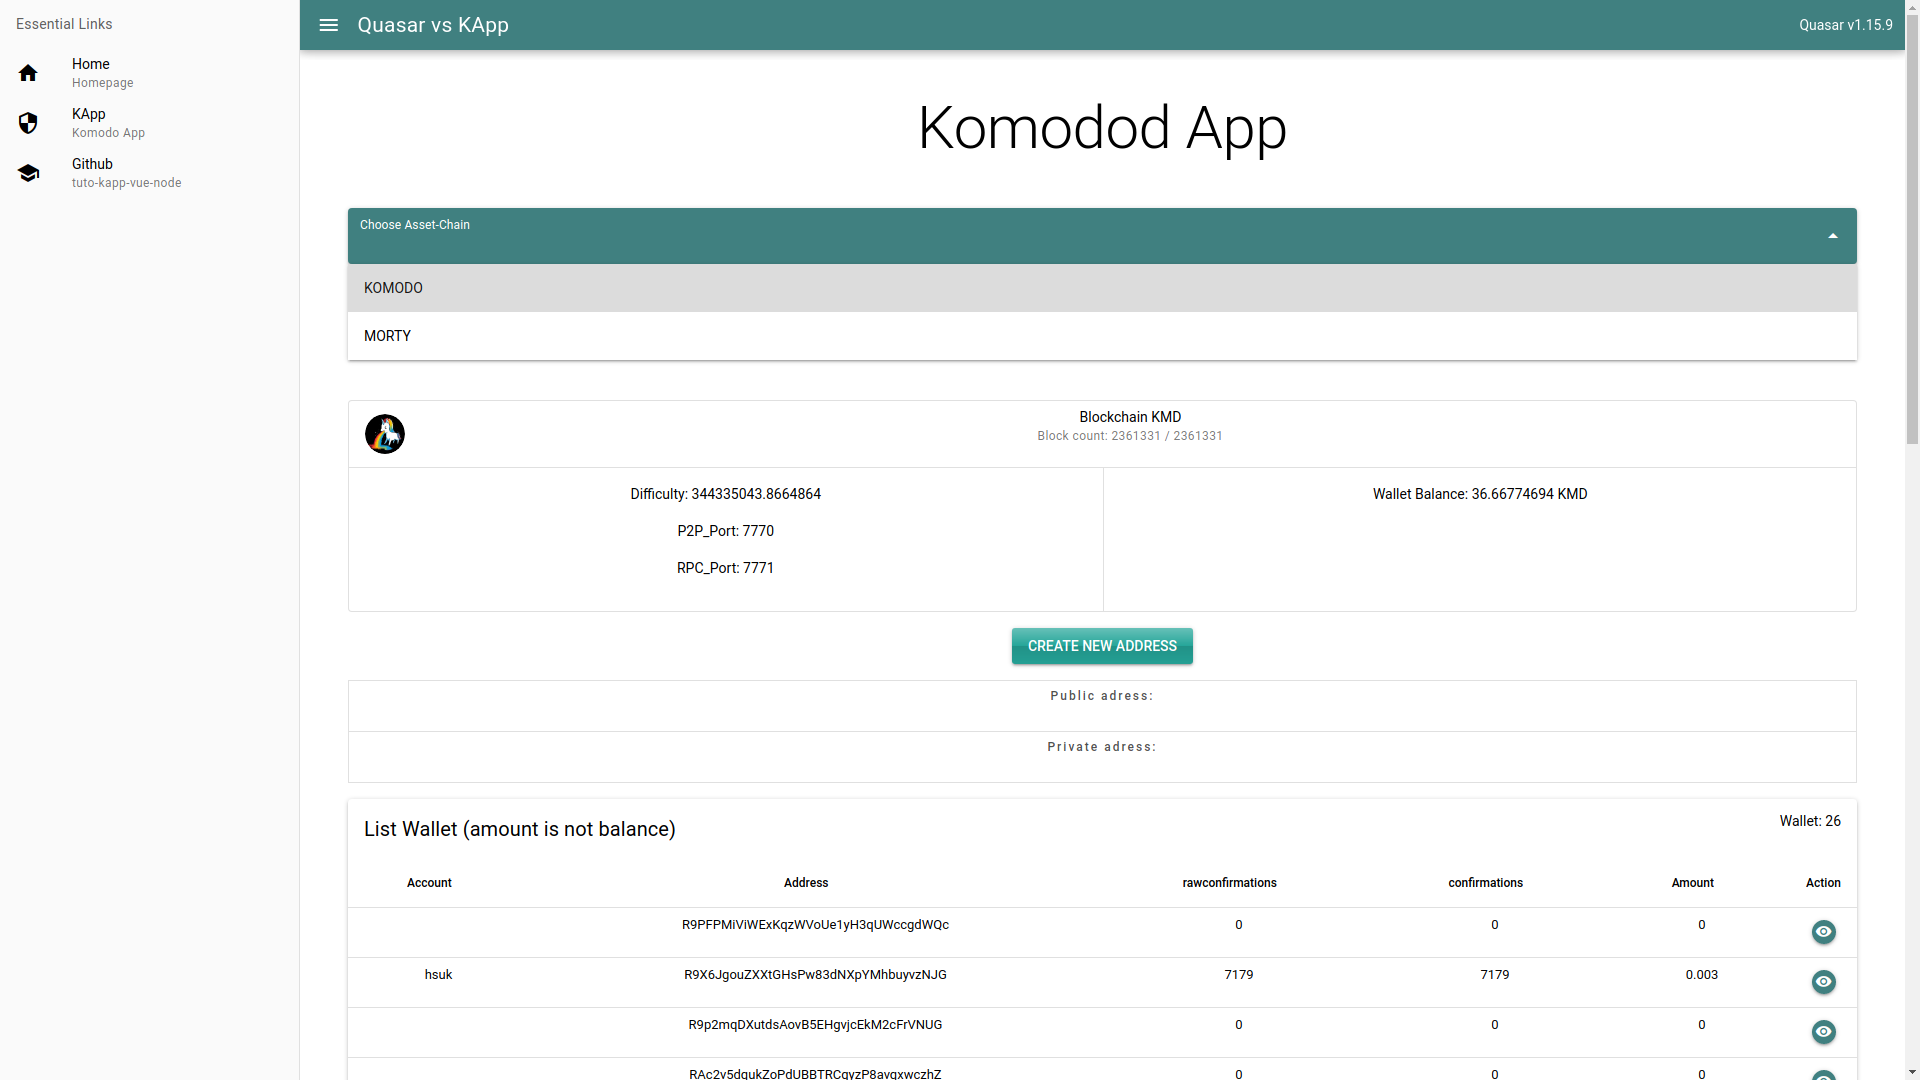 Essential Links
Home
Homepage
KApp
Komodo App
Github
tuto-kapp-vue-node
Quasar vs KApp
Quasar v1.15.9
Komodod App
Choose Asset-Chain
KOMODO
MORTY
Blockchain KMD
Block count: 2361331 / 2361331
Difficulty: 344335043.8664864
P2P_Port: 7770
RPC_Port: 7771
Wallet Balance: 36.66774694 KMD
CREATE NEW ADDRESS
Public adress:
Private adress:
List Wallet (amount is not balance)
Wallet: 26
Account Address rawconfirmations confirmations Amount Action
R9PFPMiViWExKqzWVoUe1yH3qUWccgdWQc 0 0 0
hsuk R9X6JgouZXXtGHsPw83dNXpYMhbuyvzNJG 7179 7179 0.003
R9p2mqDXutdsAovB5EHgvjcEkM2cFrVNUG 0 0 0
RAc2v5dqukZoPdUBBTRCqyzP8avqxwczhZ 0 0 0